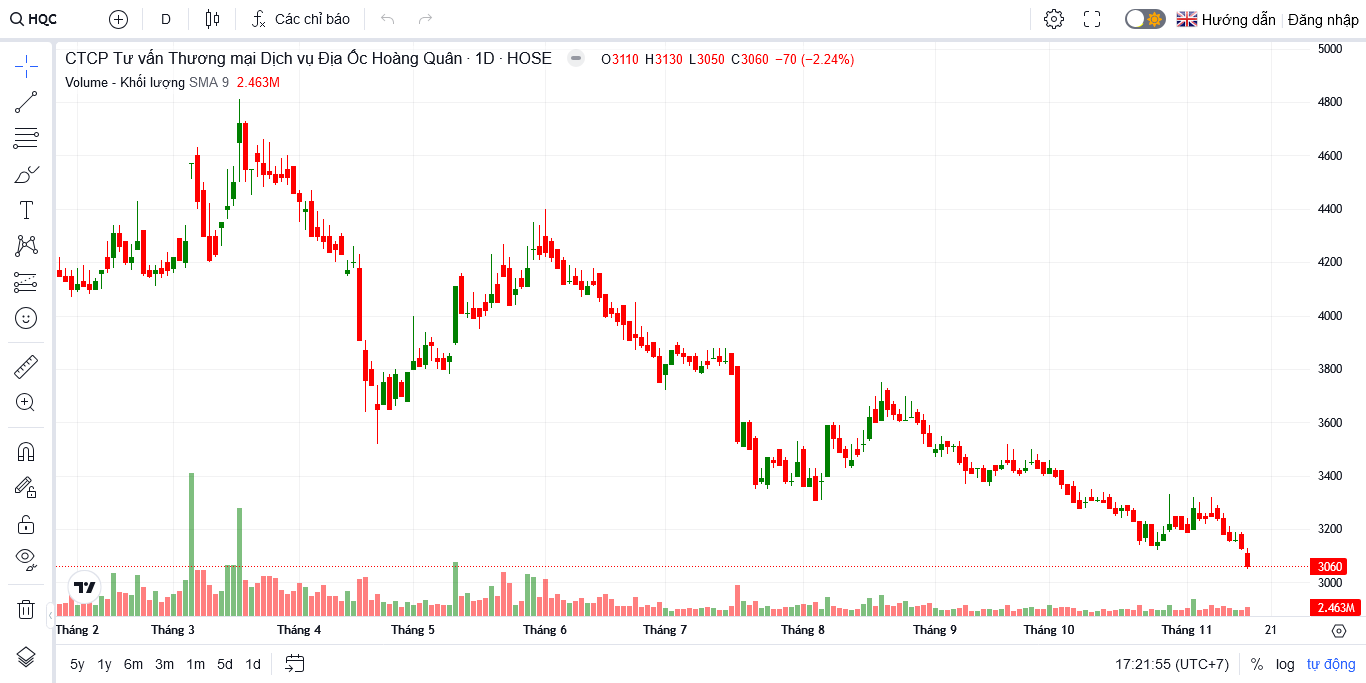 HQC D Các chỉ báo Hướng dẫn Đăng nhập
CTCP Tư vấn Thương mại Dịch vụ Địa Ốc Hoàng Quân · 1D · HOSE O3110 H3130 L3050 C3060 −70 (−2.24%)
Volume - Khối lượng SMA 9 2.463M
5000
4800
4600
4400
4200
4000
3800
3600
3400
3200
3060
3000
2.463M
Tháng 2 Tháng 3 Tháng 4 Tháng 5 Tháng 6 Tháng 7 Tháng 8 Tháng 9 Tháng 10 Tháng 11 21
5y 1y 6m 3m 1m 5d 1d 17:21:55 (UTC+7) % log tự động